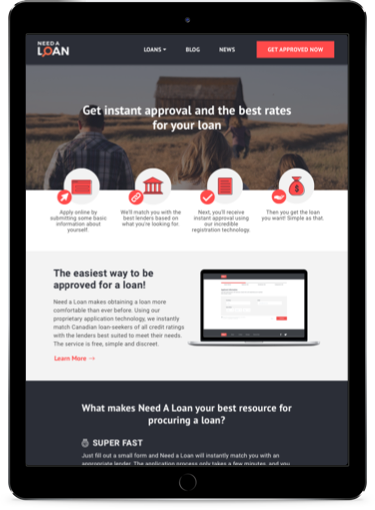 NEED A
LOAN
LOANS
BLOG
NEWS
GET APPROVED NOW
Get instant approval and the best rates
for your loan
Apply online by
submitting some basic
information about
yourself.
We'll match you with the
best lenders based on
what you're looking for.
Next, you'll receive
instant approval using
our incredible
registration technology.
Then you get the loan
you want! Simple as that.
The easiest way to be
approved for a loan!
Need a Loan makes obtaining a loan more
comfortable than ever before. Using our
proprietary application technology, we instantly
match Canadian loan-seekers of all credit ratings
with the lenders best suited to meet their needs.
The service is free, simple and discreet.
Learn More →
What makes Need A Loan your best resource for
procuring a loan?
SUPER FAST
Just fill out a small form and Need a Loan will instantly match you with an
appropriate lender. The application process only takes a few minutes, and you